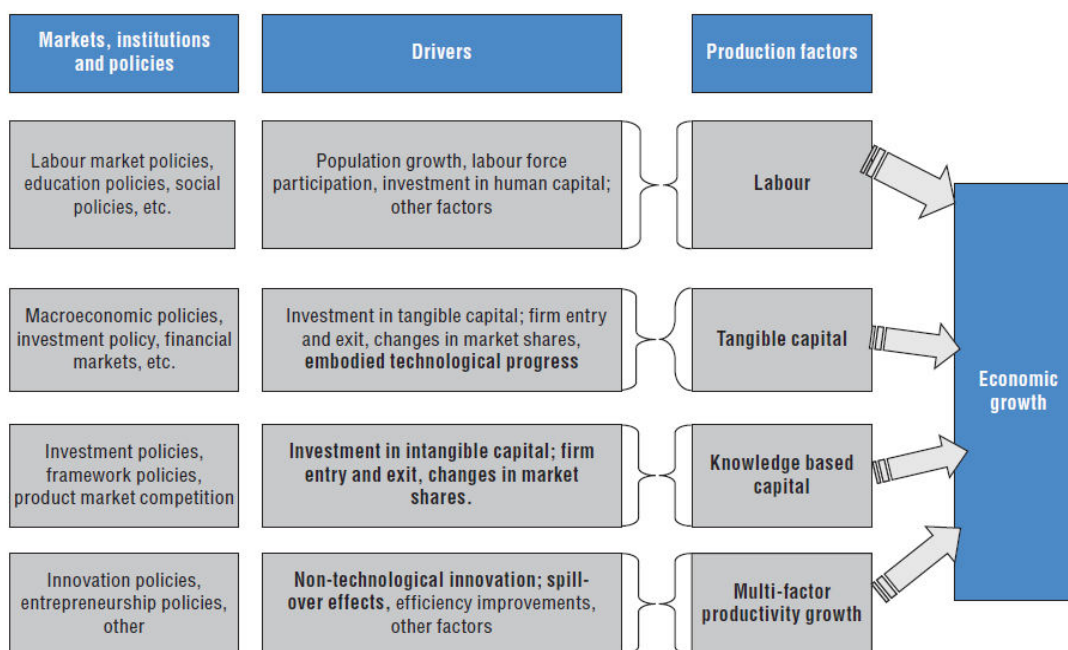 Markets, institutions
and policies
Drivers
Production factors
Labour market policies,
education policies, social
policies, etc.
Population growth, labour force
participation, investment in human capital;
other factors
Labour
Macroeconomic policies,
investment policy, financial
markets, etc.
Investment in tangible capital; firm entry
and exit, changes in market shares,
embodied technological progress
Tangible capital
Investment policies,
framework policies,
product market competition
Investment in intangible capital; firm
entry and exit, changes in market
shares.
Knowledge based
capital
Innovation policies,
entrepreneurship policies,
other
Non-technological innovation; spill-
over effects, efficiency improvements,
other factors
Multi-factor
productivity growth
Economic
growth